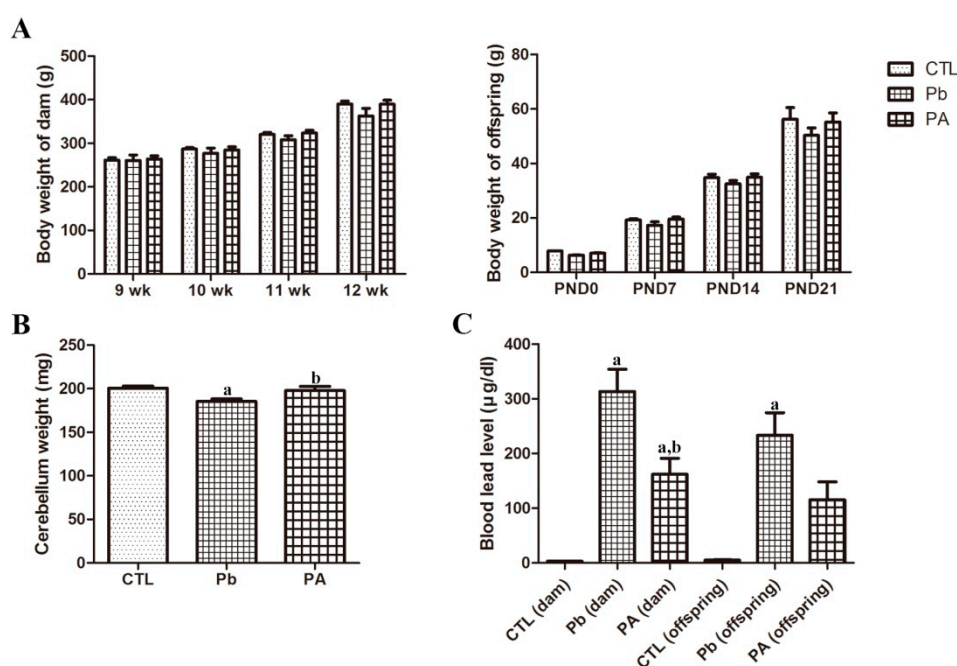 A
Body weight of dam (g)
500
400
300
200
100
0
9 wk 10 wk 11 wk 12 wk
Body weight of offspring (g)
80
60
40
20
0
PND0 PND7 PND14 PND21
CTL
Pb
PA
B
Cerebellum weight (mg)
250
200
150
100
50
0
a
b
CTL Pb PA
C
Blood lead level (μg/dl)
400
300
200
100
0
a
a,b
a
CTL (dam)
Pb (dam)
PA (dam)
CTL (offspring)
Pb (offspring)
PA (offspring)